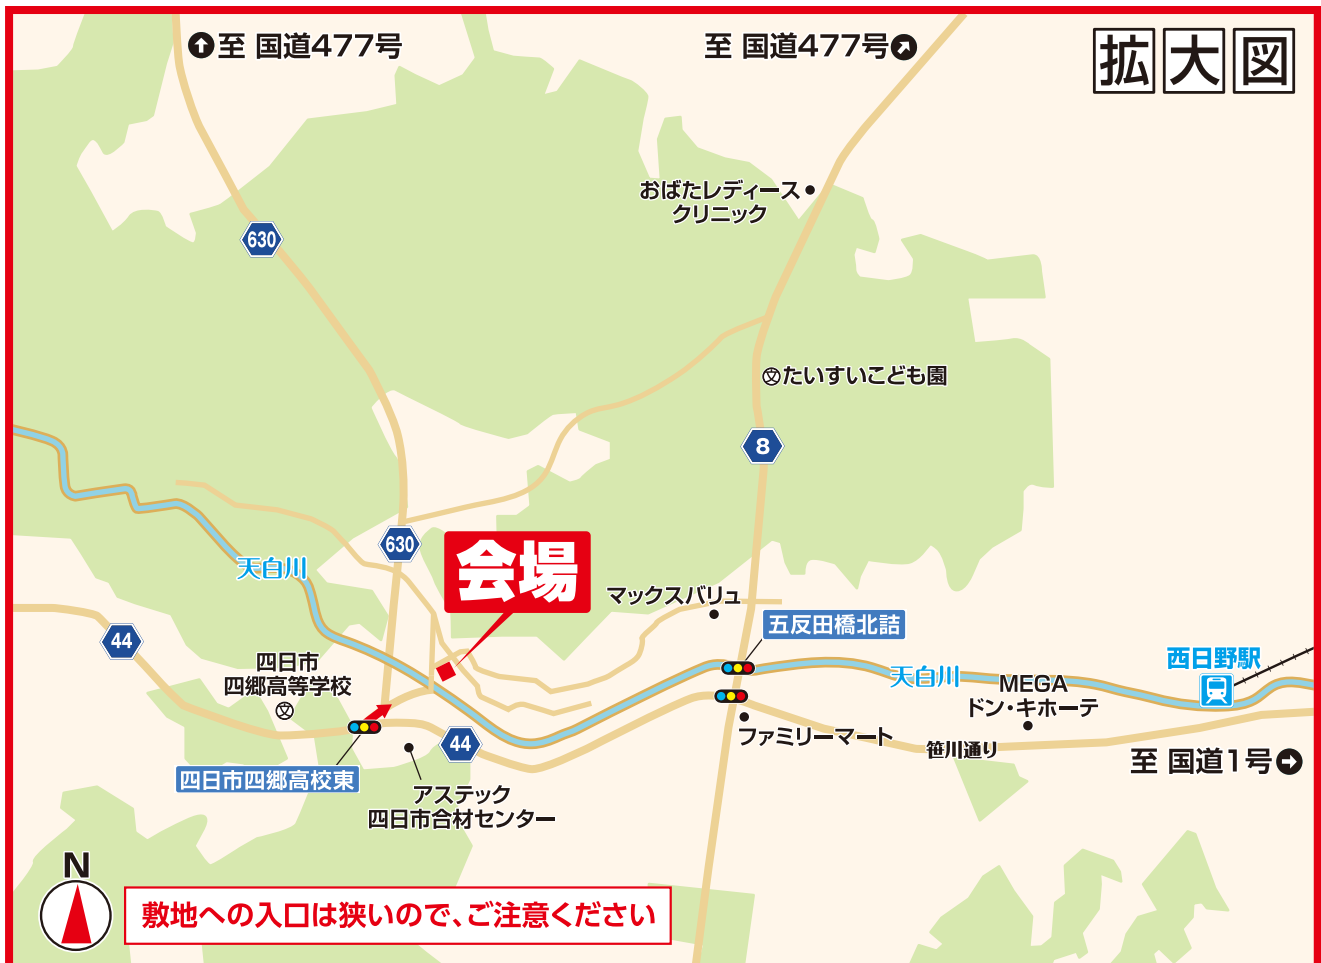 至 国道477号
至 国道477号
拡大図
おばたレディース
クリニック
630
文たいすいこども園
8
630
会場
天白川
マックスバリュ
五反田橋北詰
44
四日市
四郷高等学校
文
西日野駅
天白川
MEGA
ドン・キホーテ
ファミリーマート
笹川通り
44
至 国道1号
四日市四郷高校東
アステック
四日市合材センター
N
敷地への入口は狭いので、ご注意ください